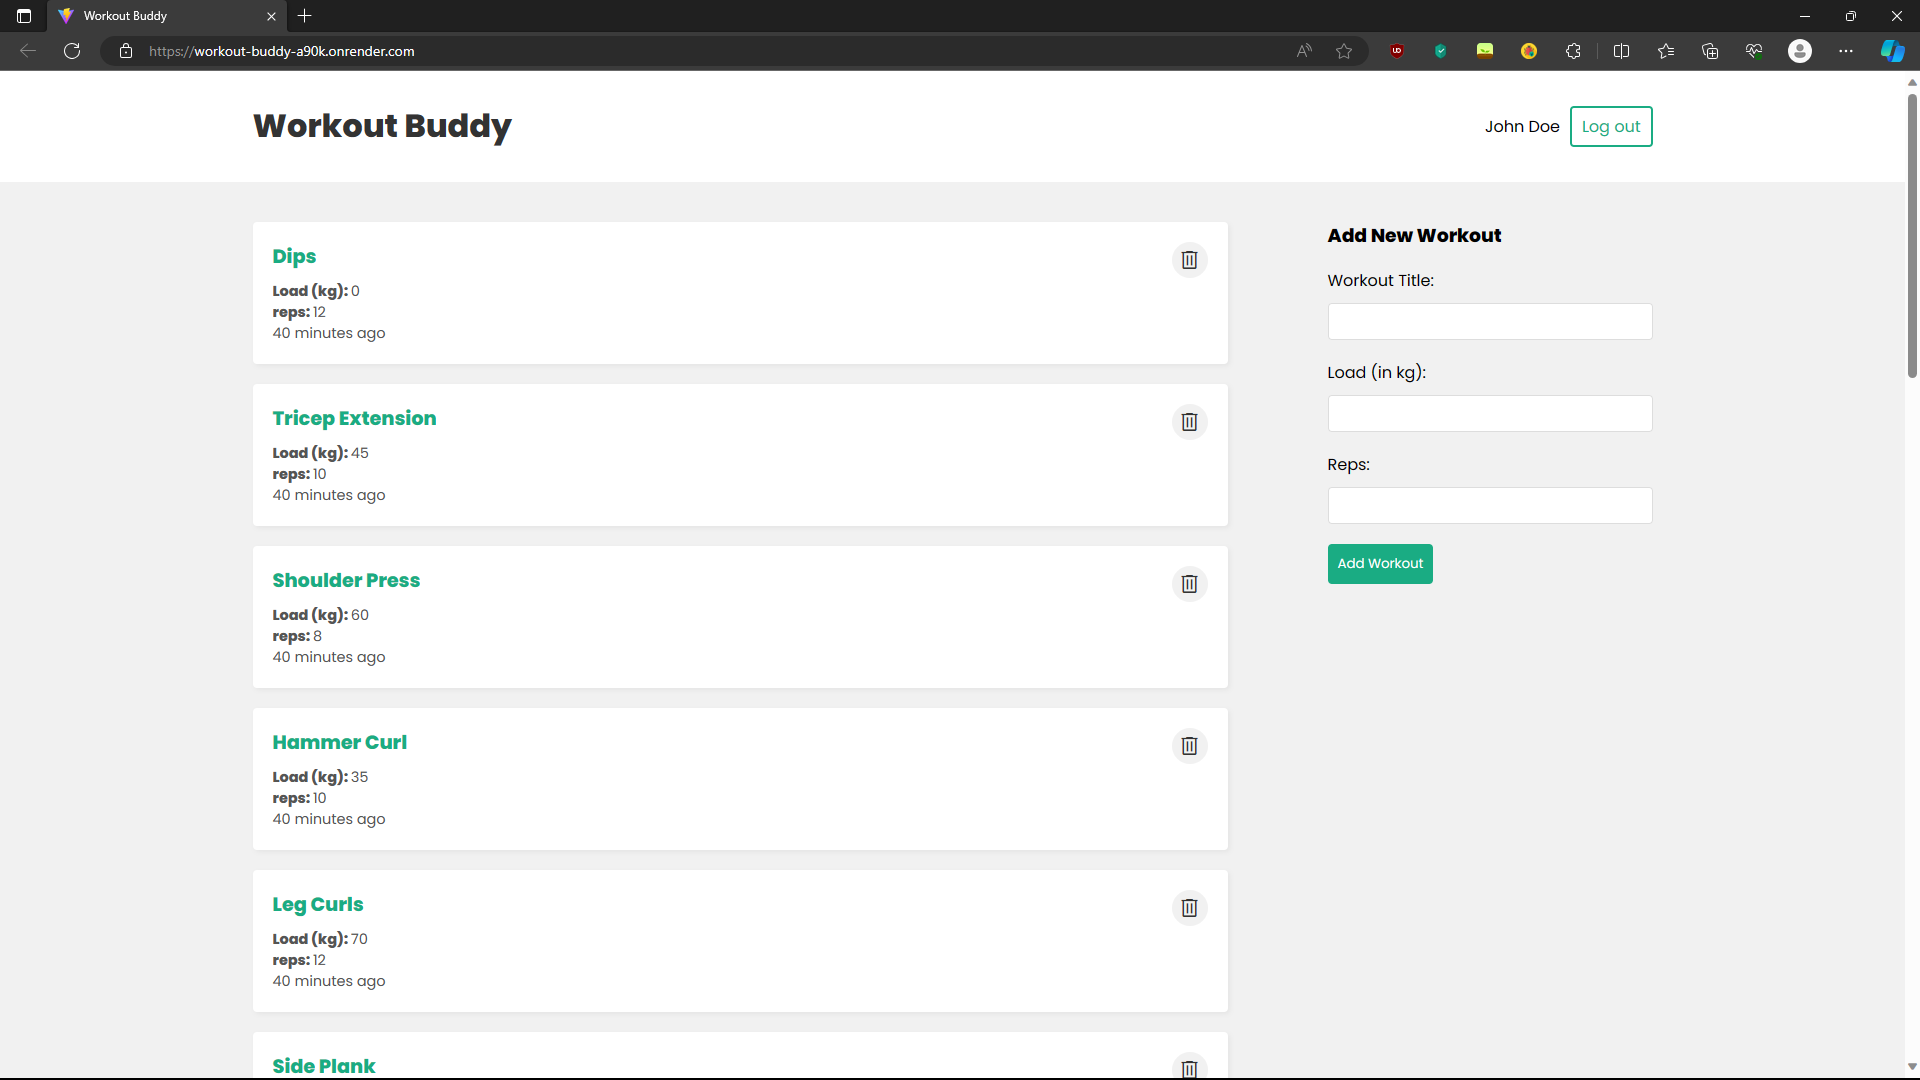 Workout Buddy
https://workout-buddy-a90k.onrender.com
Workout Buddy
John Doe
Log out
Dips
Load (kg): 0
reps: 12
40 minutes ago
Tricep Extension
Load (kg): 45
reps: 10
40 minutes ago
Shoulder Press
Load (kg): 60
reps: 8
40 minutes ago
Hammer Curl
Load (kg): 35
reps: 10
40 minutes ago
Leg Curls
Load (kg): 70
reps: 12
40 minutes ago
Side Plank
Add New Workout
Workout Title:
Load (in kg):
Reps:
Add Workout